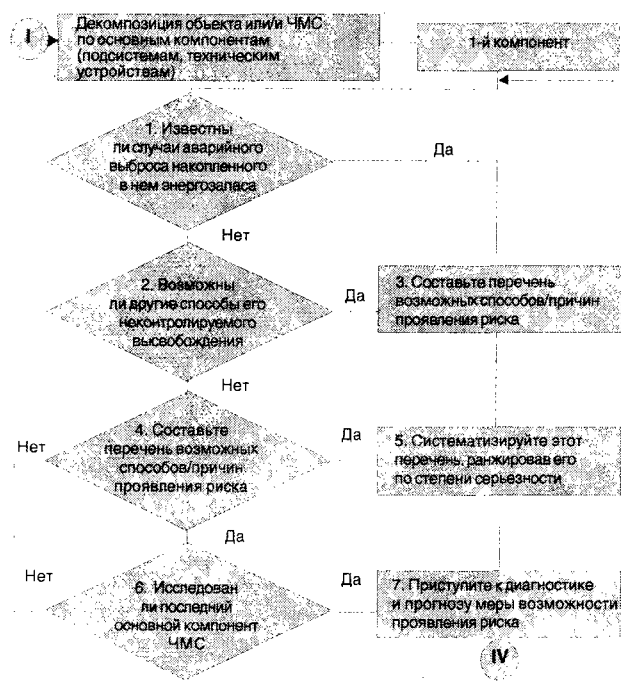 I
Декомпозиция объекта или/и ЧМС
по основным компонентам
(подсистемам, техническим
устройствам)
1-й компонент
1. Известны
ли случаи аварийного
выброса накопленного
в нем энергозапаса
Да
Нет
2. Возможны
ли другие способы его
неконтролируемого
высвобождения
Да
3. Составьте перечень
возможных способов/причин
проявления риска
Нет
4. Составьте
перечень возможных
способов/причин
проявления риска
Нет
Да
5. Систематизируйте этот
перечень, ранжировав его
по степени серьезности
Да
6. Исследован
ли последний
основной компонент
ЧМС
Нет
Да
7. Приступите к диагностике
и прогнозу меры возможности
проявления риска
IV